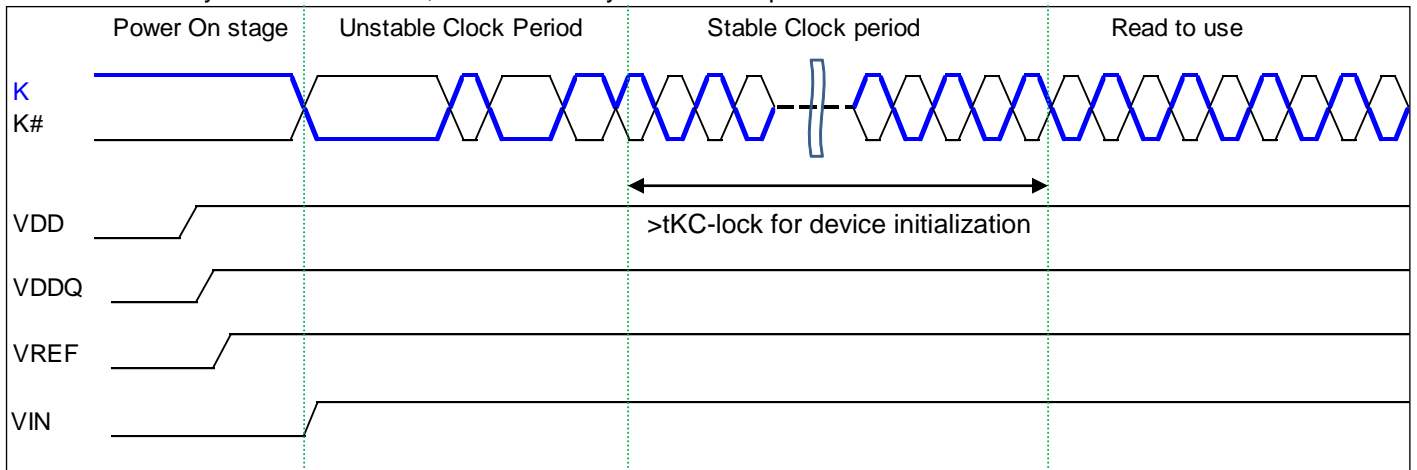 Power On stage Unstable Clock Period Stable Clock period Read to use
K
K#
VDD
>tKC-lock for device initialization
VDDQ
VREF
VIN